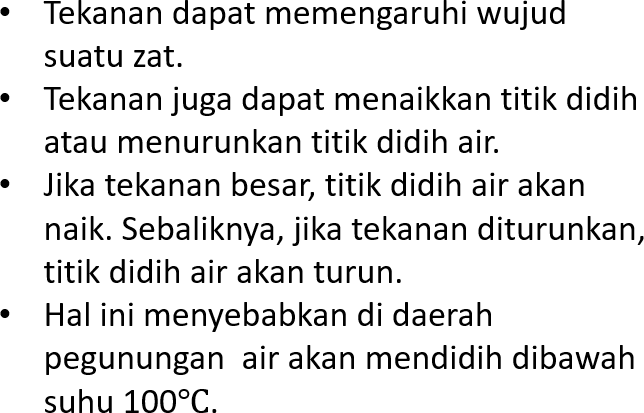 • Tekanan dapat memengaruhi wujud
suatu zat.
• Tekanan juga dapat menaikkan titik didih
atau menurunkan titik didih air.
• Jika tekanan besar, titik didih air akan
naik. Sebaliknya, jika tekanan diturunkan,
titik didih air akan turun.
• Hal ini menyebabkan di daerah
pegunungan  air akan mendidih dibawah
suhu 100°C.